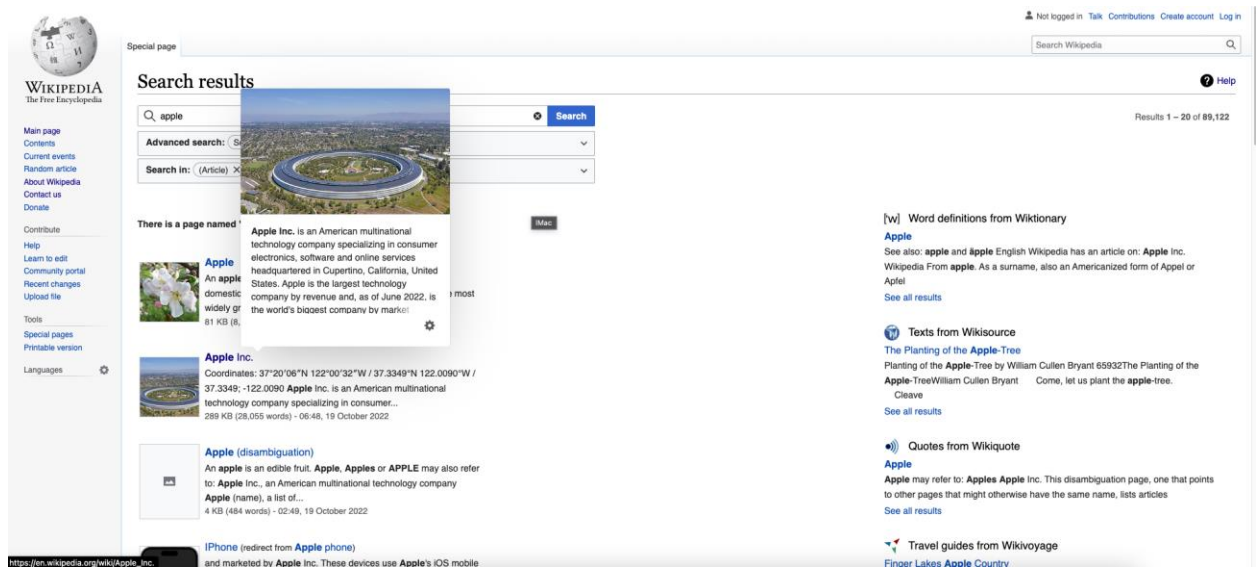 WIKIPEDIA
The Free Encyclopedia
Main page
Contents
Current events
Random article
About Wikipedia
Contact us
Donate
Contribute
Help
Learn to edit
Community portal
Recent changes
Upload file
Tools
Special pages
Printable version
Languages
Not logged in Talk Contributions Create account Log in
Special page
Search Wikipedia
Search results
Help
apple
Search
Results 1 – 20 of 89,122
Advanced search:
Search in: (Article) ×
There is a page named
iMac
Apple Inc. is an American multinational
technology company specializing in consumer
electronics, software and online services
headquartered in Cupertino, California, United
States. Apple is the largest technology
company by revenue and, as of June 2022, is
the world's biggest company by market
Apple
An apple
domestic
most
widely gr
81 KB (8,
Apple Inc.
Coordinates: 37°20′06″N 122°00′32″W / 37.3349°N 122.0090°W /
37.3349; -122.0090 Apple Inc. is an American multinational
technology company specializing in consumer...
289 KB (28,055 words) - 06:48, 19 October 2022
Apple (disambiguation)
An apple is an edible fruit. Apple, Apples or APPLE may also refer
to: Apple Inc., an American multinational technology company
Apple (name), a list of...
4 KB (484 words) - 02:49, 19 October 2022
IPhone (redirect from Apple phone)
and marketed by Apple Inc. These devices use Apple's iOS mobile
[ˈw] Word definitions from Wiktionary
Apple
See also: apple and äpple English Wikipedia has an article on: Apple Inc.
Wikipedia From apple. As a surname, also an Americanized form of Appel or
Apfel
See all results
Texts from Wikisource
The Planting of the Apple-Tree
Planting of the Apple-Tree by William Cullen Bryant 65932The Planting of the
Apple-TreeWilliam Cullen Bryant Come, let us plant the apple-tree.
Cleave
See all results
Quotes from Wikiquote
Apple
Apple may refer to: Apples Apple Inc. This disambiguation page, one that points
to other pages that might otherwise have the same name, lists articles
See all results
Travel guides from Wikivoyage
Finger Lakes Apple Country
https://en.wikipedia.org/wiki/Apple_Inc.